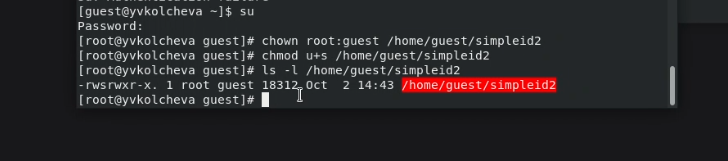 [guest@yvkolcheva ~]$ su
Password:
[root@yvkolcheva guest]# chown root:guest /home/guest/simpleid2
[root@yvkolcheva guest]# chmod u+s /home/guest/simpleid2
[root@yvkolcheva guest]# ls -l /home/guest/simpleid2
-rwsrwxr-x. 1 root guest 18312 Oct  2 14:43 /home/guest/simpleid2
[root@yvkolcheva guest]#